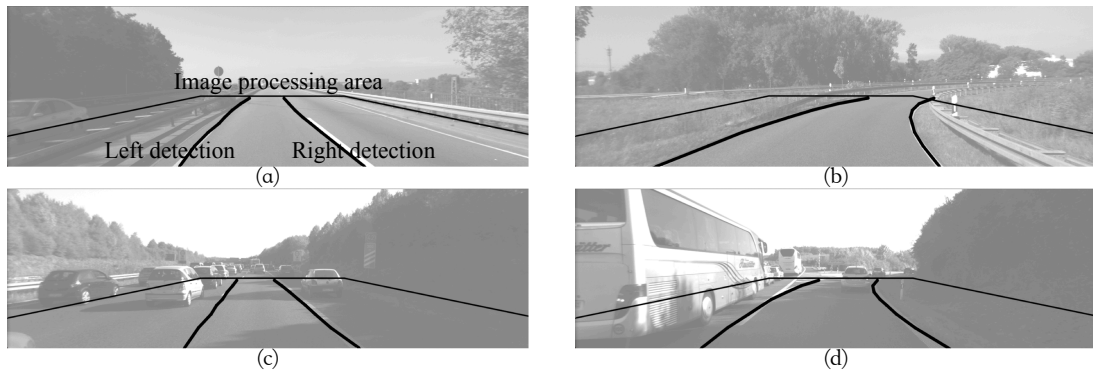 Image processing area
Left detection
Right detection
(a)
(b)
(c)
(d)